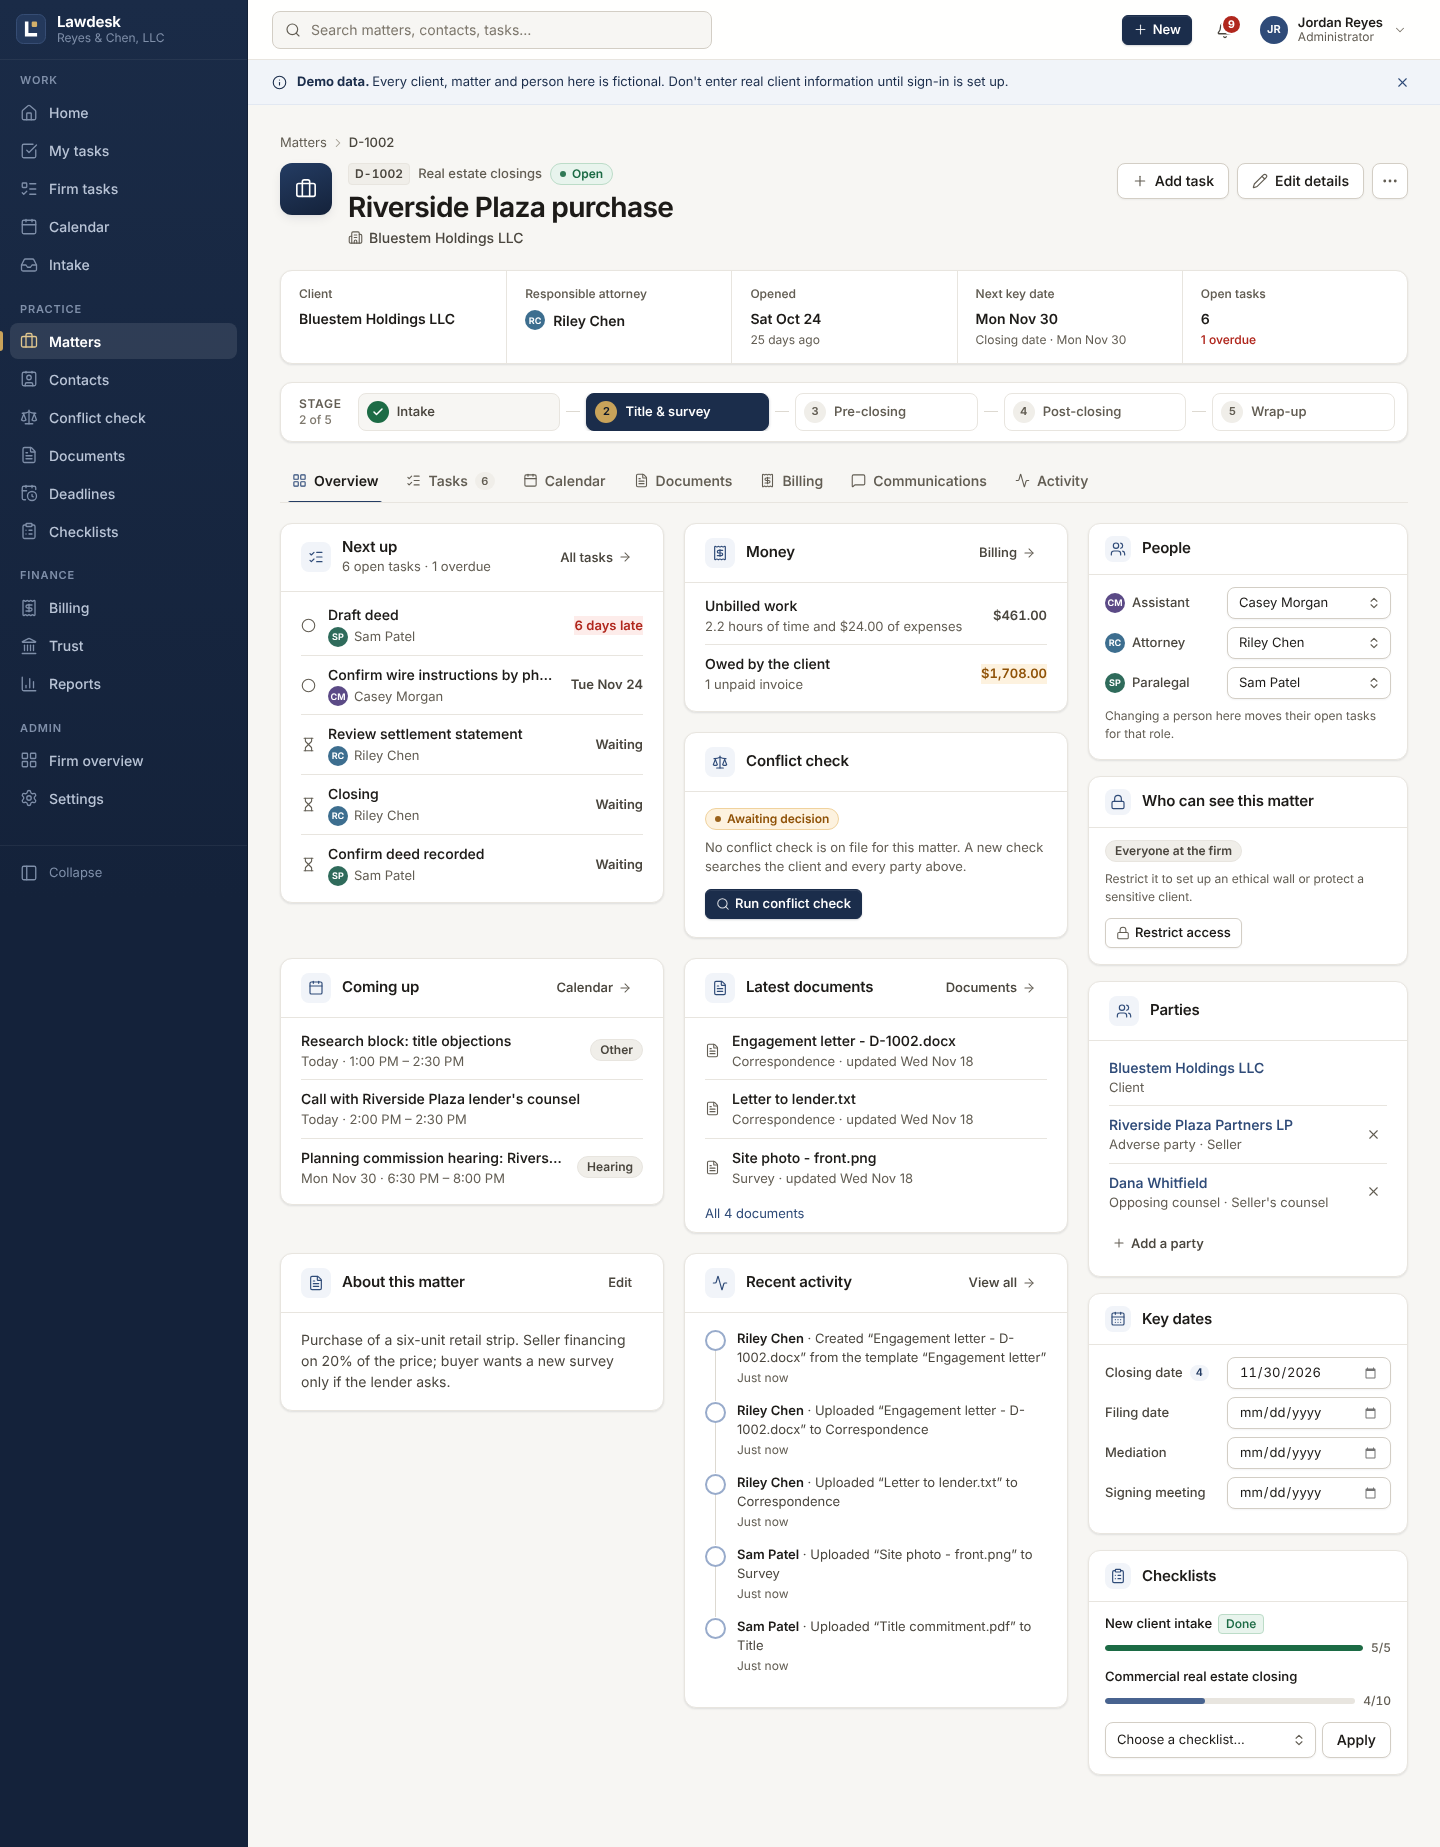 Lawdesk
Reyes & Chen, LLC
WORK
Home
My tasks
Firm tasks
Calendar
Intake
PRACTICE
Matters
Contacts
Conflict check
Documents
Deadlines
Checklists
FINANCE
Billing
Trust
Reports
ADMIN
Firm overview
Settings
Collapse
Search matters, contacts, tasks...
New
9
JR
Jordan Reyes
Administrator
Demo data. Every client, matter and person here is fictional. Don't enter real client information until sign-in is set up.
Matters > D-1002
D-1002 Real estate closings Open
Riverside Plaza purchase
Bluestem Holdings LLC
Add task
Edit details
Client
Bluestem Holdings LLC
Responsible attorney
RC Riley Chen
Opened
Sat Oct 24
25 days ago
Next key date
Mon Nov 30
Closing date · Mon Nov 30
Open tasks
6
1 overdue
STAGE
2 of 5
Intake
2 Title & survey
3 Pre-closing
4 Post-closing
5 Wrap-up
Overview
Tasks 6
Calendar
Documents
Billing
Communications
Activity
Next up
6 open tasks · 1 overdue
All tasks
Draft deed
SP Sam Patel
6 days late
Confirm wire instructions by ph...
CM Casey Morgan
Tue Nov 24
Review settlement statement
RC Riley Chen
Waiting
Closing
RC Riley Chen
Waiting
Confirm deed recorded
SP Sam Patel
Waiting
Money
Billing
Unbilled work
2.2 hours of time and $24.00 of expenses
$461.00
Owed by the client
1 unpaid invoice
$1,708.00
Conflict check
Awaiting decision
No conflict check is on file for this matter. A new check
searches the client and every party above.
Run conflict check
Coming up
Calendar
Research block: title objections
Today · 1:00 PM – 2:30 PM
Other
Call with Riverside Plaza lender's counsel
Today · 2:00 PM – 2:30 PM
Planning commission hearing: Rivers...
Mon Nov 30 · 6:30 PM – 8:00 PM
Hearing
Latest documents
Documents
Engagement letter - D-1002.docx
Correspondence · updated Wed Nov 18
Letter to lender.txt
Correspondence · updated Wed Nov 18
Site photo - front.png
Survey · updated Wed Nov 18
All 4 documents
About this matter
Edit
Purchase of a six-unit retail strip. Seller financing
on 20% of the price; buyer wants a new survey
only if the lender asks.
Recent activity
View all
Riley Chen · Created “Engagement letter - D-
1002.docx” from the template “Engagement letter”
Just now
Riley Chen · Uploaded “Engagement letter - D-
1002.docx” to Correspondence
Just now
Riley Chen · Uploaded “Letter to lender.txt” to
Correspondence
Just now
Sam Patel · Uploaded “Site photo - front.png” to
Survey
Just now
Sam Patel · Uploaded “Title commitment.pdf” to
Title
Just now
People
CM Assistant
Casey Morgan
RC Attorney
Riley Chen
SP Paralegal
Sam Patel
Changing a person here moves their open tasks
for that role.
Who can see this matter
Everyone at the firm
Restrict it to set up an ethical wall or protect a
sensitive client.
Restrict access
Parties
Bluestem Holdings LLC
Client
Riverside Plaza Partners LP
Adverse party · Seller
Dana Whitfield
Opposing counsel · Seller's counsel
Add a party
Key dates
Closing date 4
11/30/2026
Filing date
mm/dd/yyyy
Mediation
mm/dd/yyyy
Signing meeting
mm/dd/yyyy
Checklists
New client intake Done
5/5
Commercial real estate closing
4/10
Choose a checklist...
Apply